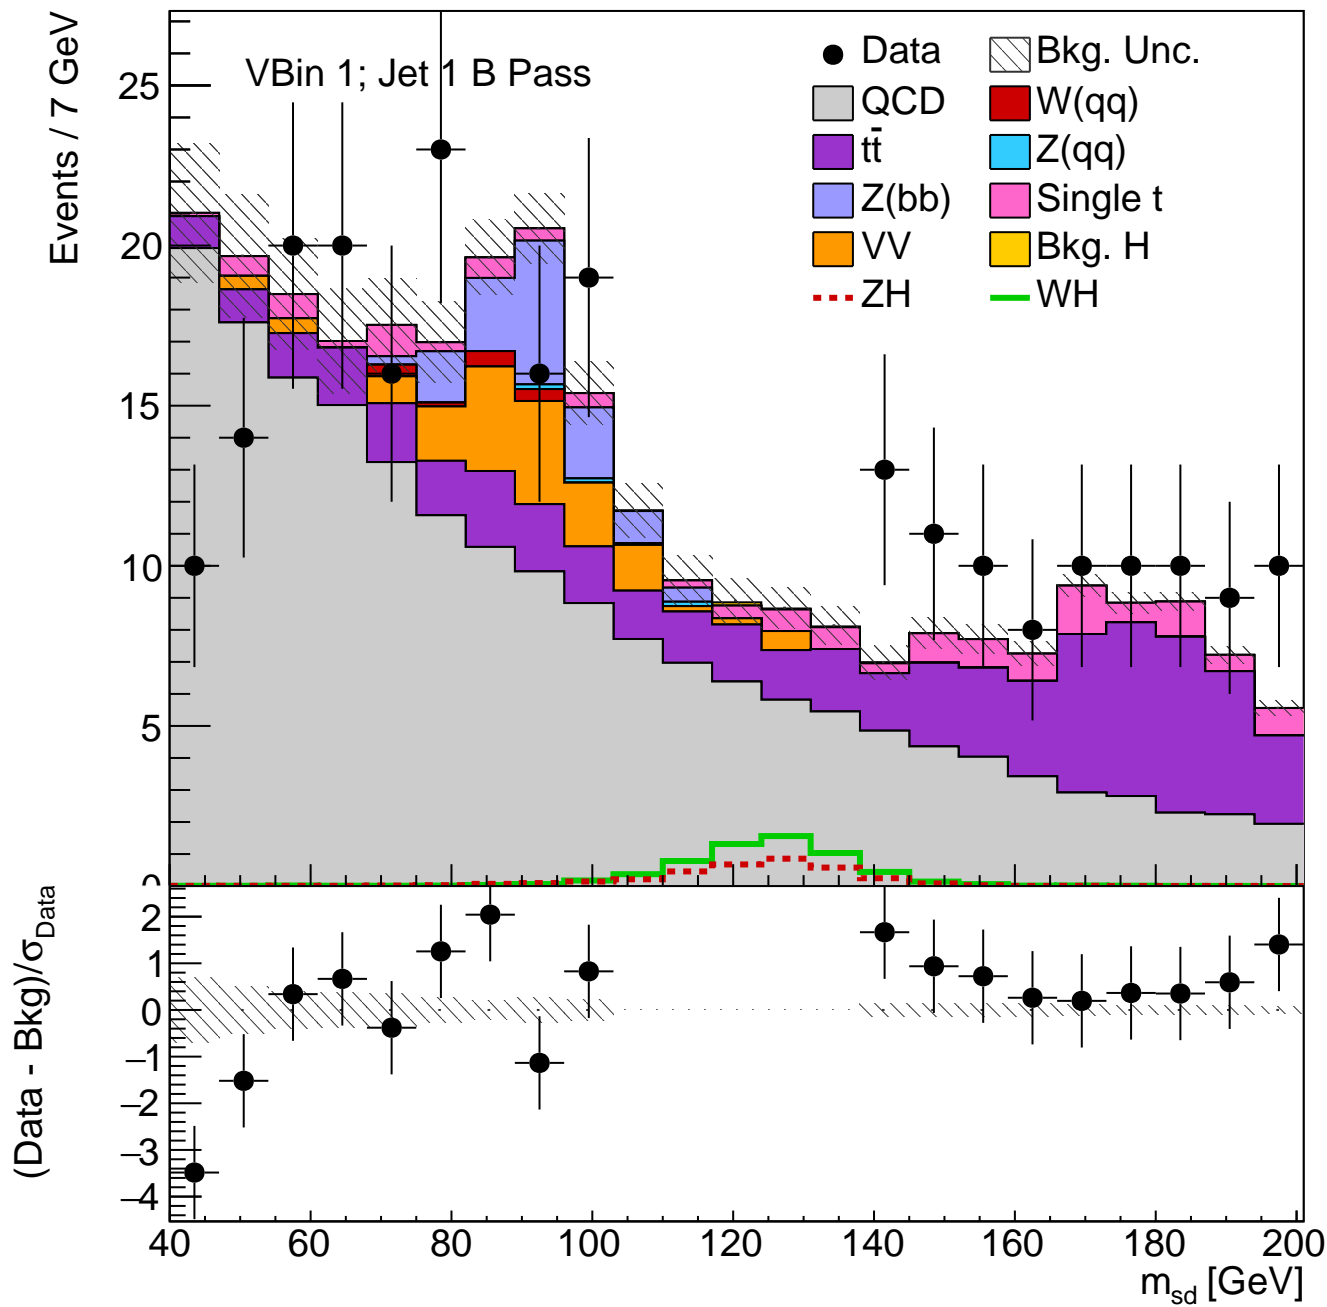 VBin 1; Jet 1 B Pass
Data
Bkg. Unc.
QCD
W(qq)
tt̄
Z(qq)
Z(bb)
Single t
VV
Bkg. H
ZH
WH
Events / 7 GeV
25
20
15
10
5
0
(Data - Bkg)/σData
2
1
0
−1
−2
−3
−4
40 60 80 100 120 140 160 180 200
msd [GeV]